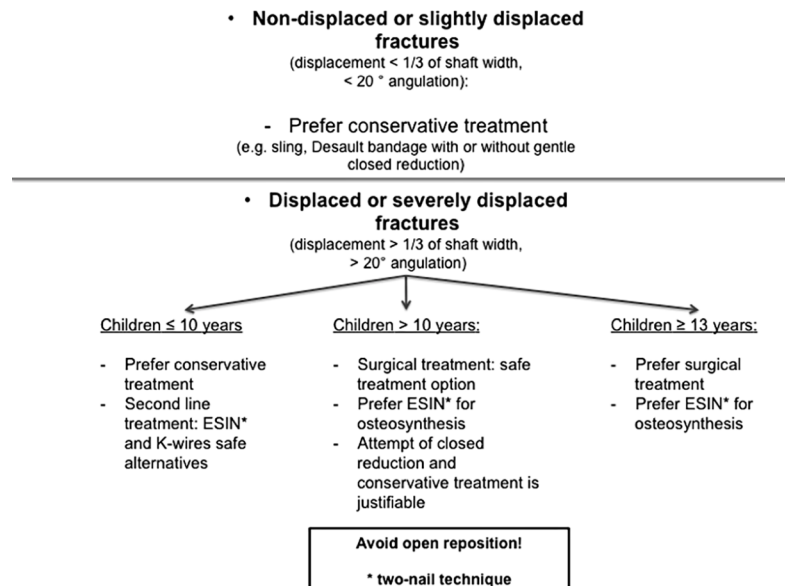 • Non-displaced or slightly displaced
fractures
(displacement < 1/3 of shaft width,
< 20 ° angulation):
- Prefer conservative treatment
(e.g. sling, Desault bandage with or without gentle
closed reduction)
• Displaced or severely displaced
fractures
(displacement > 1/3 of shaft width,
> 20° angulation)
Children ≤ 10 years
- Prefer conservative
treatment
- Second line
treatment: ESIN*
and K-wires safe
alternatives
Children > 10 years:
- Surgical treatment: safe
treatment option
- Prefer ESIN* for
osteosynthesis
- Attempt of closed
reduction and
conservative treatment is
justifiable
Children ≥ 13 years:
- Prefer surgical
treatment
- Prefer ESIN* for
osteosynthesis
Avoid open reposition!
* two-nail technique